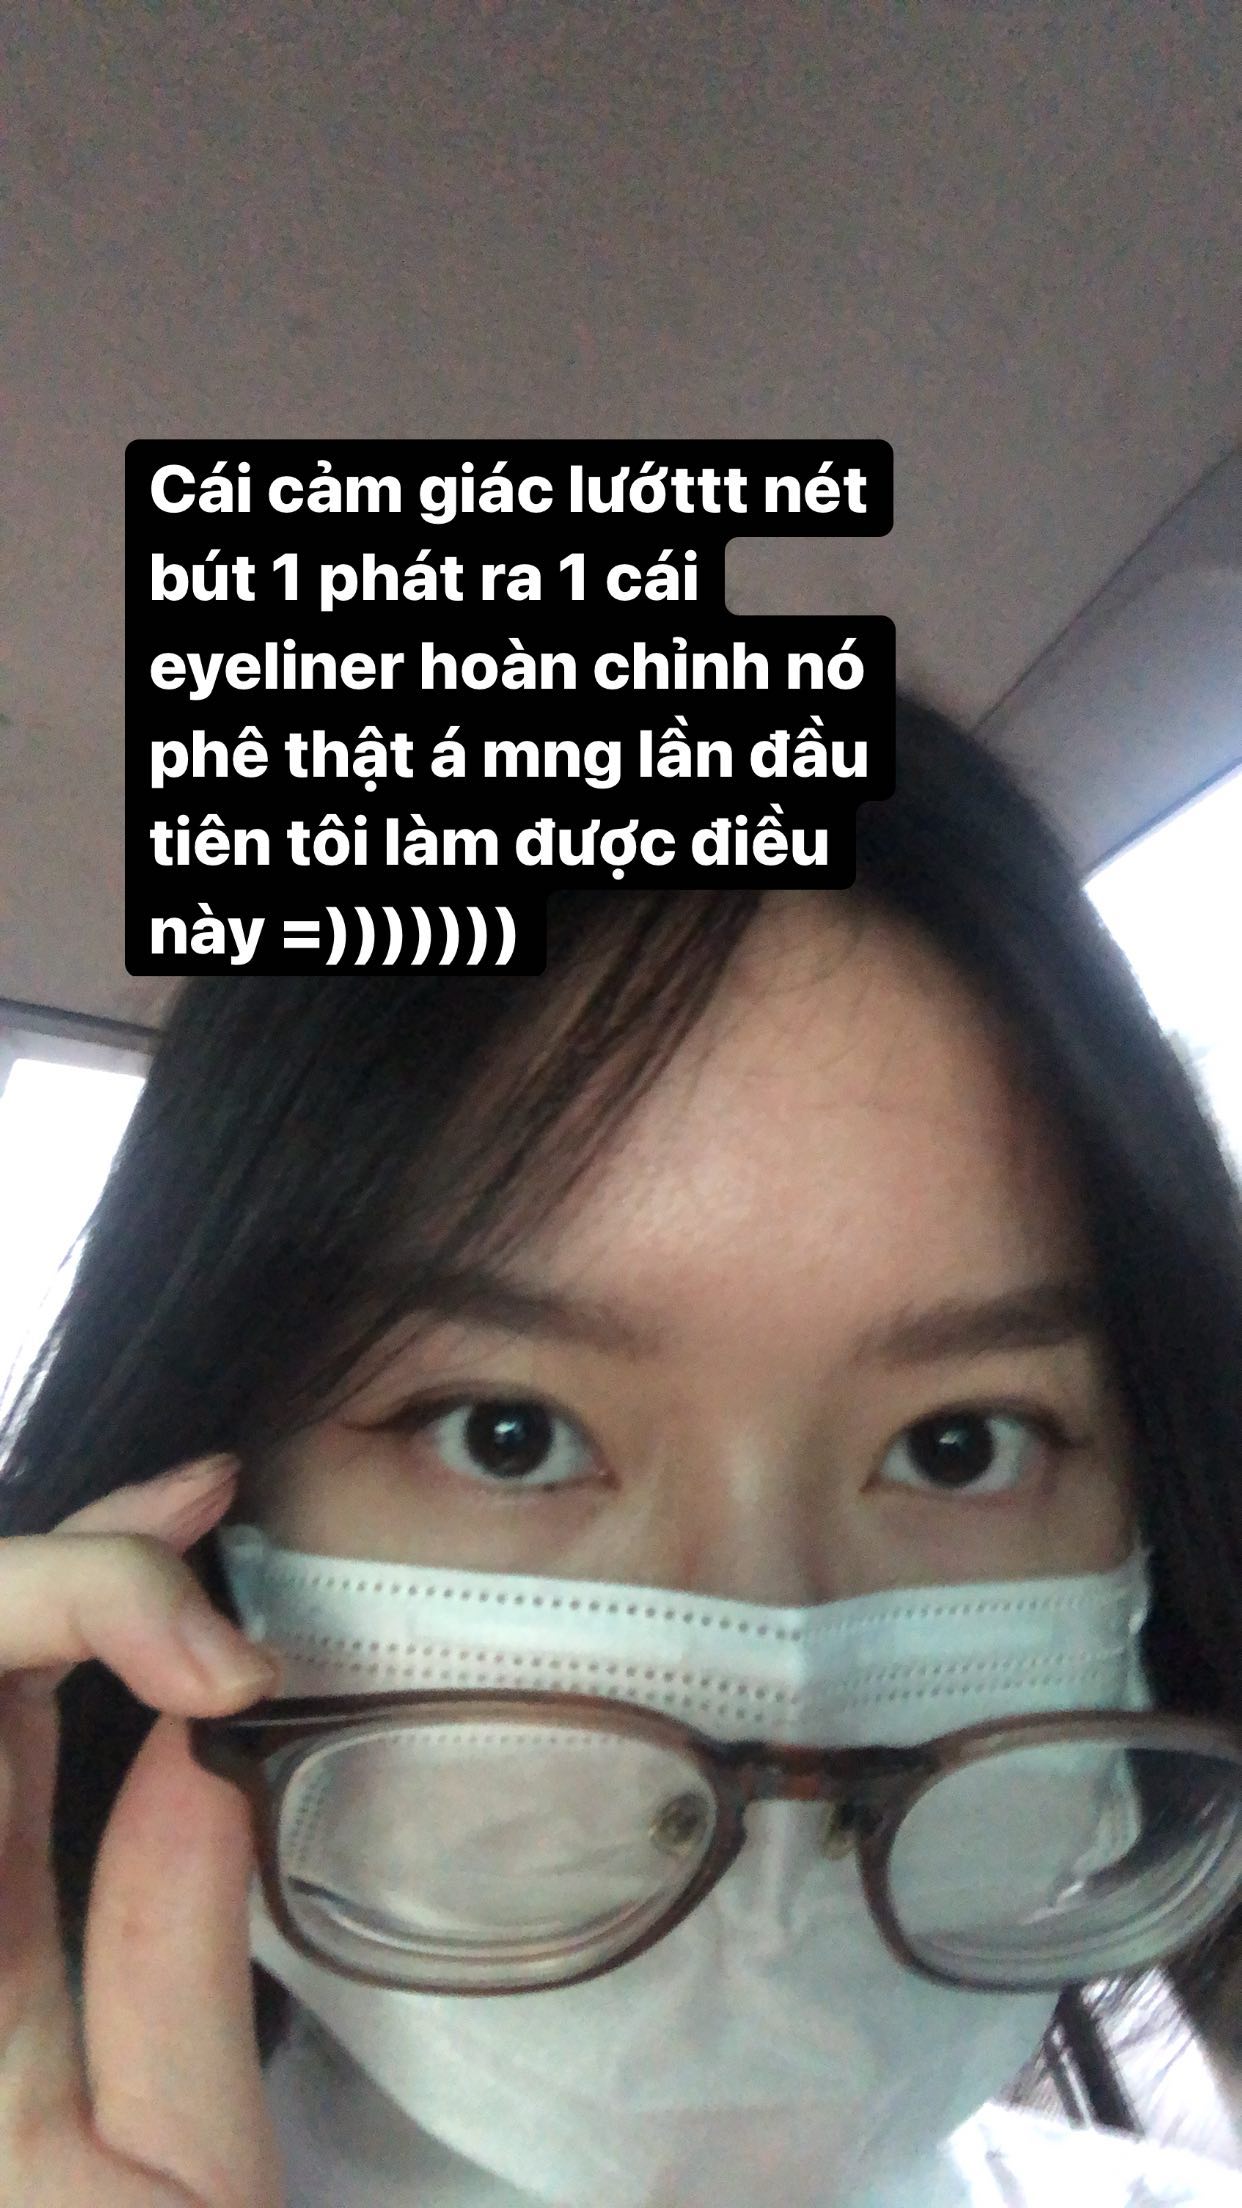 Cái cảm giác lướttt nét
bút 1 phát ra 1 cái
eyeliner hoàn chỉnh nó
phê thật á mng lần đầu
tiên tôi làm được điều
này =)))))))